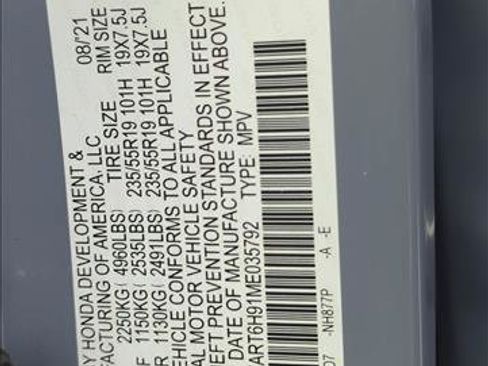 Y HONDA DEVELOPMENT & 08/'21
FACTURING OF AMERICA, LLC
TIRE SIZE RIM SIZE
2250KG( 4960LBS)
F 1150KG( 2535LBS) 235/55R19 101H 19X7.5J
R 1130KG( 2491LBS) 235/55R19 101H 19X7.5J
EHICLE CONFORMS TO ALL APPLICABLE
AL MOTOR VEHICLE SAFETY
HEFT PREVENTION STANDARDS IN EFFECT
DATE OF MANUFACTURE SHOWN ABOVE.
ART6H91ME035792 TYPE: MPV
07 -NH877P -A -E